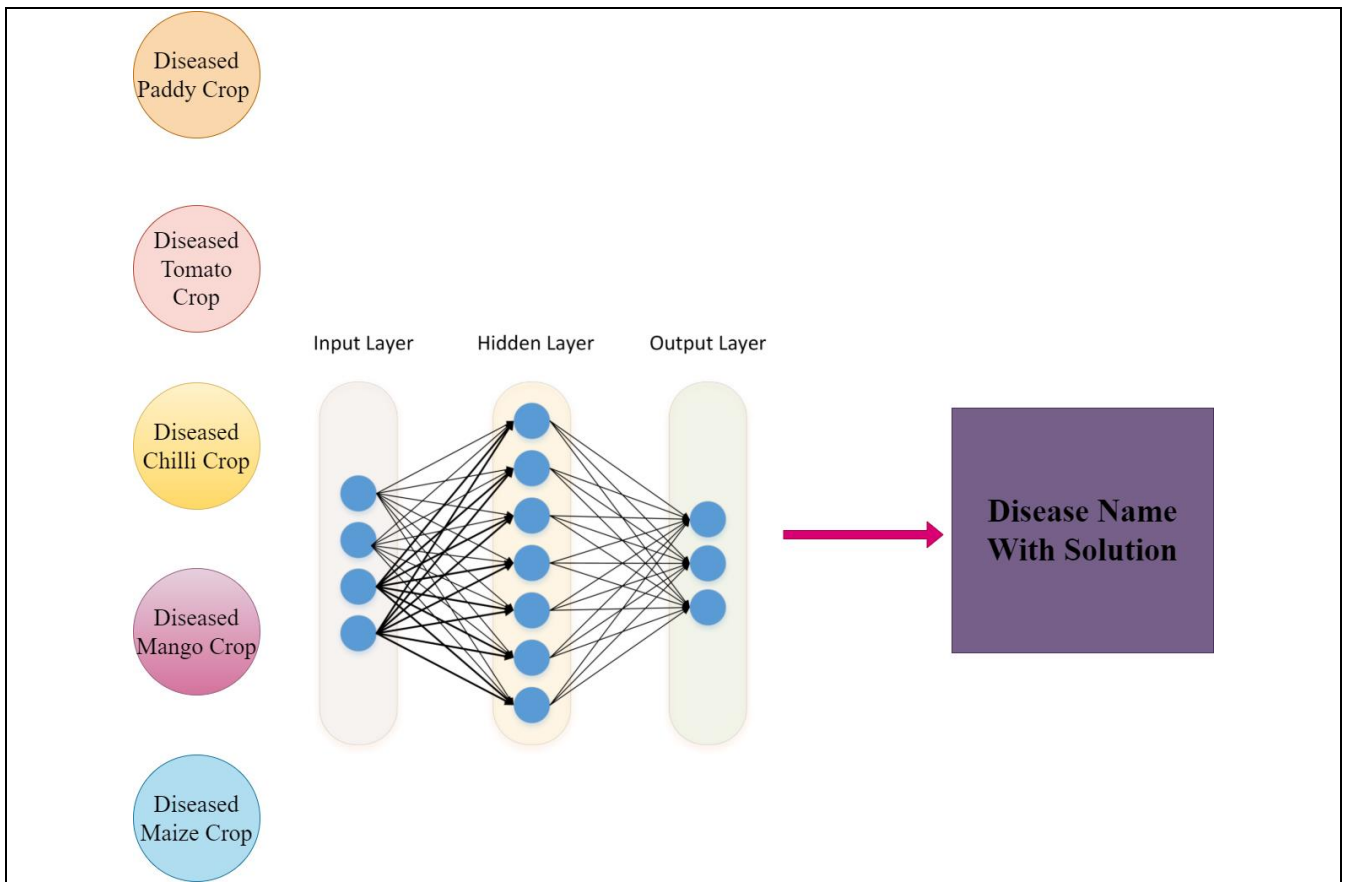 Diseased
Paddy Crop
Diseased
Tomato
Crop
Input Layer
Hidden Layer
Output Layer
Diseased
Chilli Crop
Disease Name
With Solution
Diseased
Mango Crop
Diseased
Maize Crop